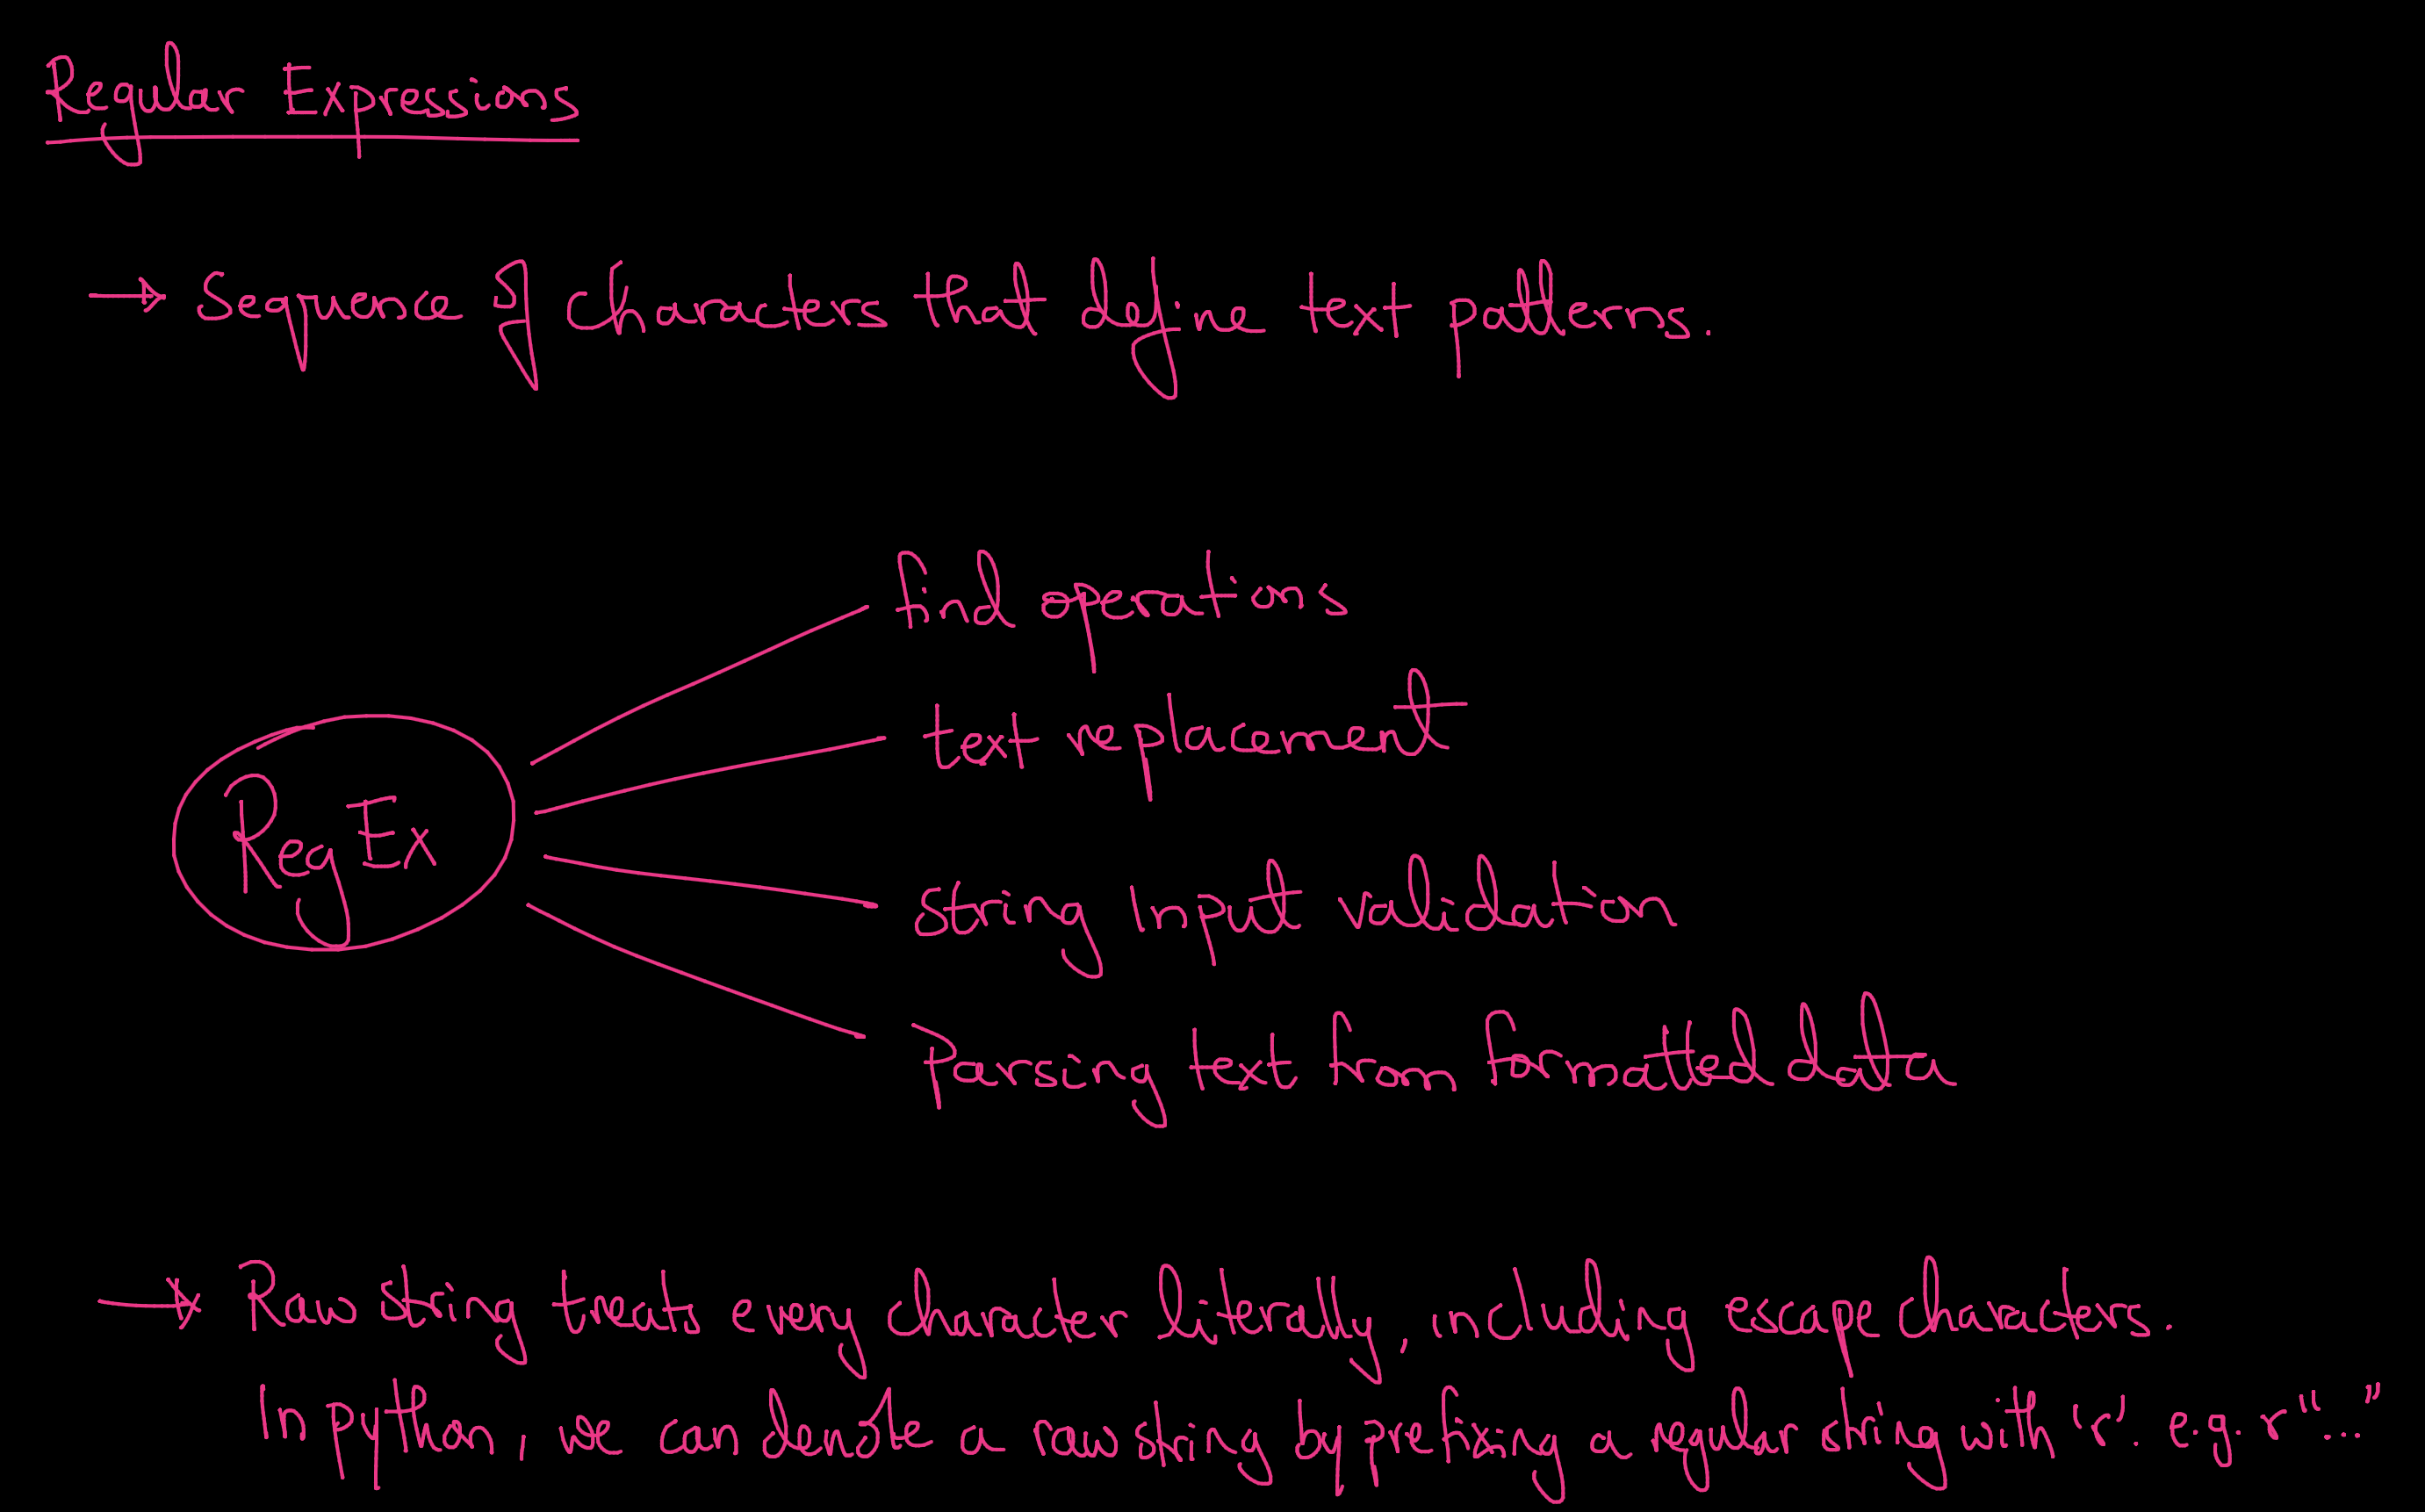 Regular Expressions
→ Sequence of characters that define text patterns.
find operations
text replacement
RegEx
string input validation
Parsing text from formatted data
→ Raw string treats every character literally, including escape characters.
In python, we can denote a raw string by prefixing a regular string with 'r'. e.g. r"..."